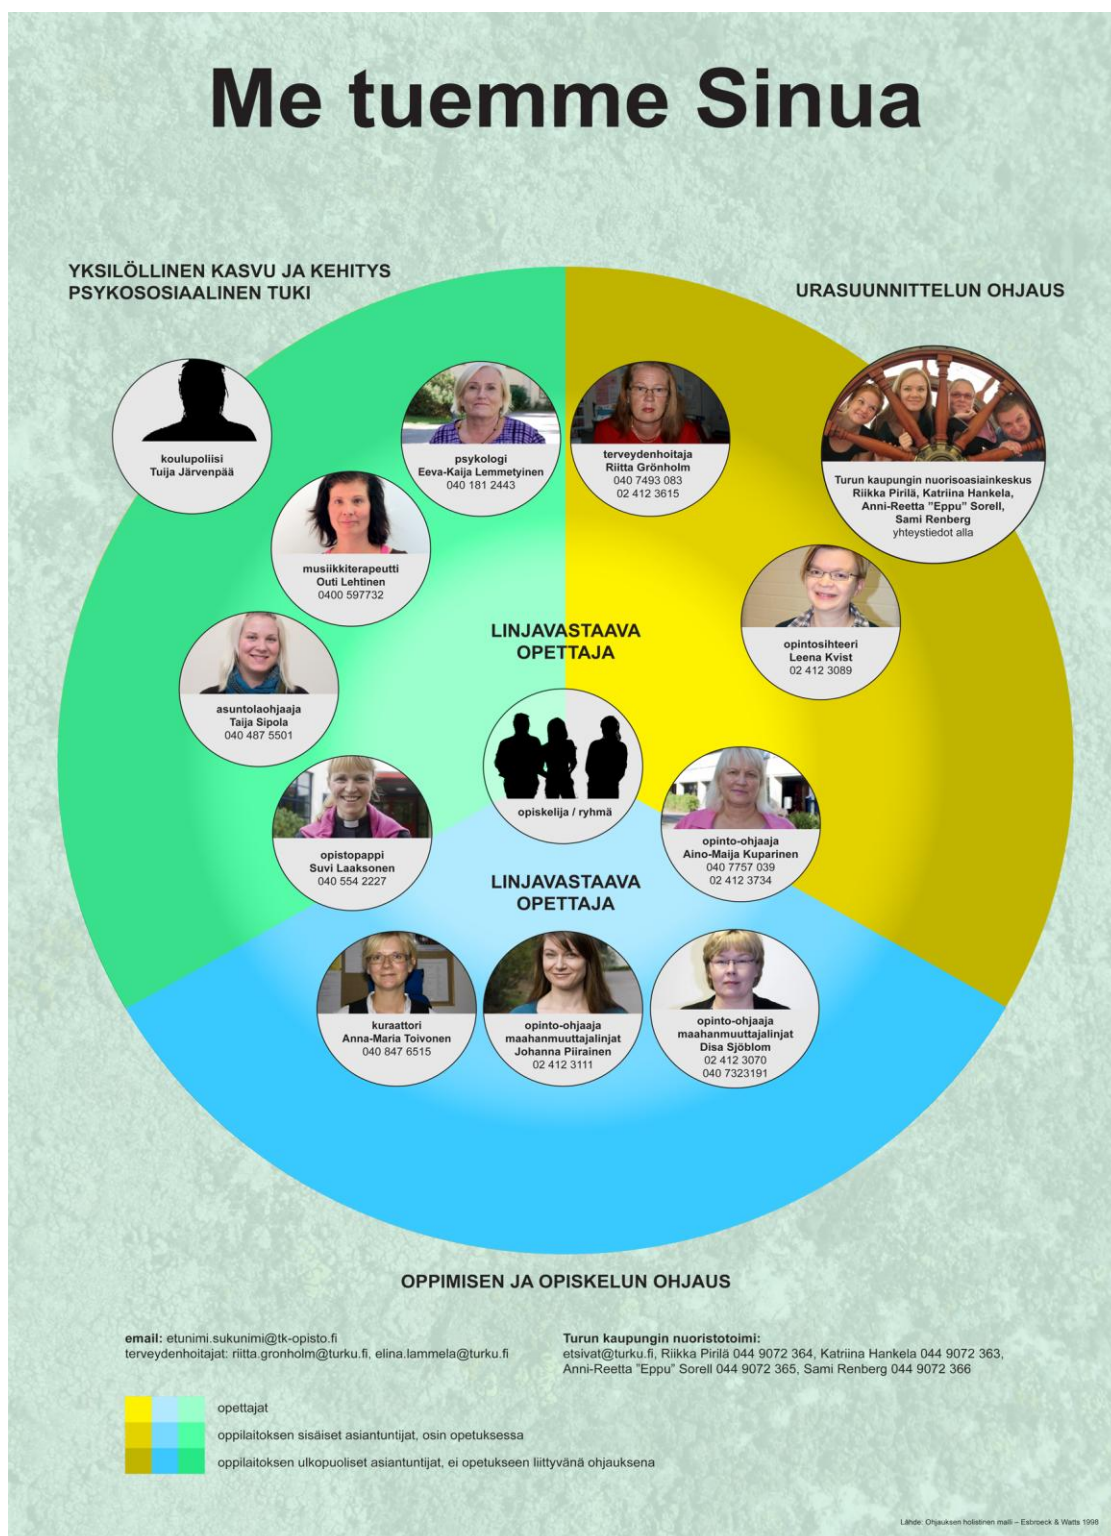 Me tuemme Sinua
YKSILÖLLINEN KASVU JA KEHITYS
PSYKOSOSIAALINEN TUKI
URASUUNNITTELUN OHJAUS
koulupoliisi
Tuija Järvenpää
psykologi
Eeva-Kaija Lemmetyinen
040 181 2443
terveydenhoitaja
Riitta Grönholm
040 7493 083
02 412 3615
Turun kaupungin nuorisoasiainkeskus
Riikka Pirilä, Katriina Hankela,
Anni-Reetta "Eppu" Sorell,
Sami Renberg
yhteystiedot alla
musiikkiterapeutti
Outi Lehtinen
0400 597732
opintosihteeri
Leena Kvist
02 412 3089
LINJAVASTAAVA
OPETTAJA
asuntolaohjaaja
Taija Sipola
040 487 5501
opiskelija / ryhmä
opistopappi
Suvi Laaksonen
040 554 2227
opinto-ohjaaja
Aino-Maija Kuparinen
040 7757 039
02 412 3734
LINJAVASTAAVA
OPETTAJA
kuraattori
Anna-Maria Toivonen
040 847 6515
opinto-ohjaaja
maahanmuuttajalinjat
Johanna Piirainen
02 412 3111
opinto-ohjaaja
maahanmuuttajalinjat
Disa Sjöblom
02 412 3070
040 7323191
OPPIMISEN JA OPISKELUN OHJAUS
email: etunimi.sukunimi@tk-opisto.fi
terveydenhoitajat: riitta.gronholm@turku.fi, elina.lammela@turku.fi
Turun kaupungin nuoristotoimi:
etsivat@turku.fi, Riikka Pirilä 044 9072 364, Katriina Hankela 044 9072 363,
Anni-Reetta "Eppu" Sorell 044 9072 365, Sami Renberg 044 9072 366
opettajat
oppilaitoksen sisäiset asiantuntijat, osin opetuksessa
oppilaitoksen ulkopuoliset asiantuntijat, ei opetukseen liittyvänä ohjauksena
Lähde: Ohjauksen holistinen malli – Esbroeck & Watts 1998